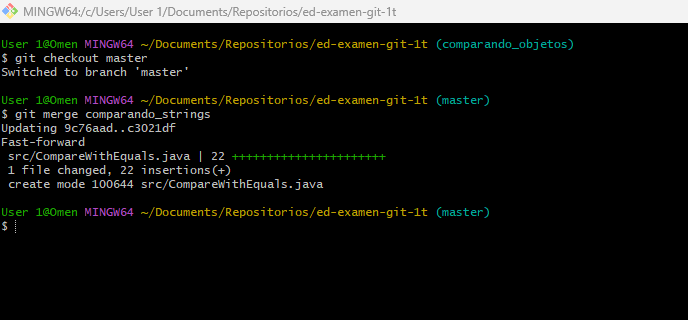 MINGW64:/c/Users/User 1/Documents/Repositorios/ed-examen-git-1t
User 1@Omen MINGW64 ~/Documents/Repositorios/ed-examen-git-1t (comparando_objetos)
$ git checkout master
Switched to branch 'master'
User 1@Omen MINGW64 ~/Documents/Repositorios/ed-examen-git-1t (master)
$ git merge comparando_strings
Updating 9c76aad..c3021df
Fast-forward
 src/CompareWithEquals.java | 22 ++++++++++++++++++++++
 1 file changed, 22 insertions(+)
 create mode 100644 src/CompareWithEquals.java
User 1@Omen MINGW64 ~/Documents/Repositorios/ed-examen-git-1t (master)
$